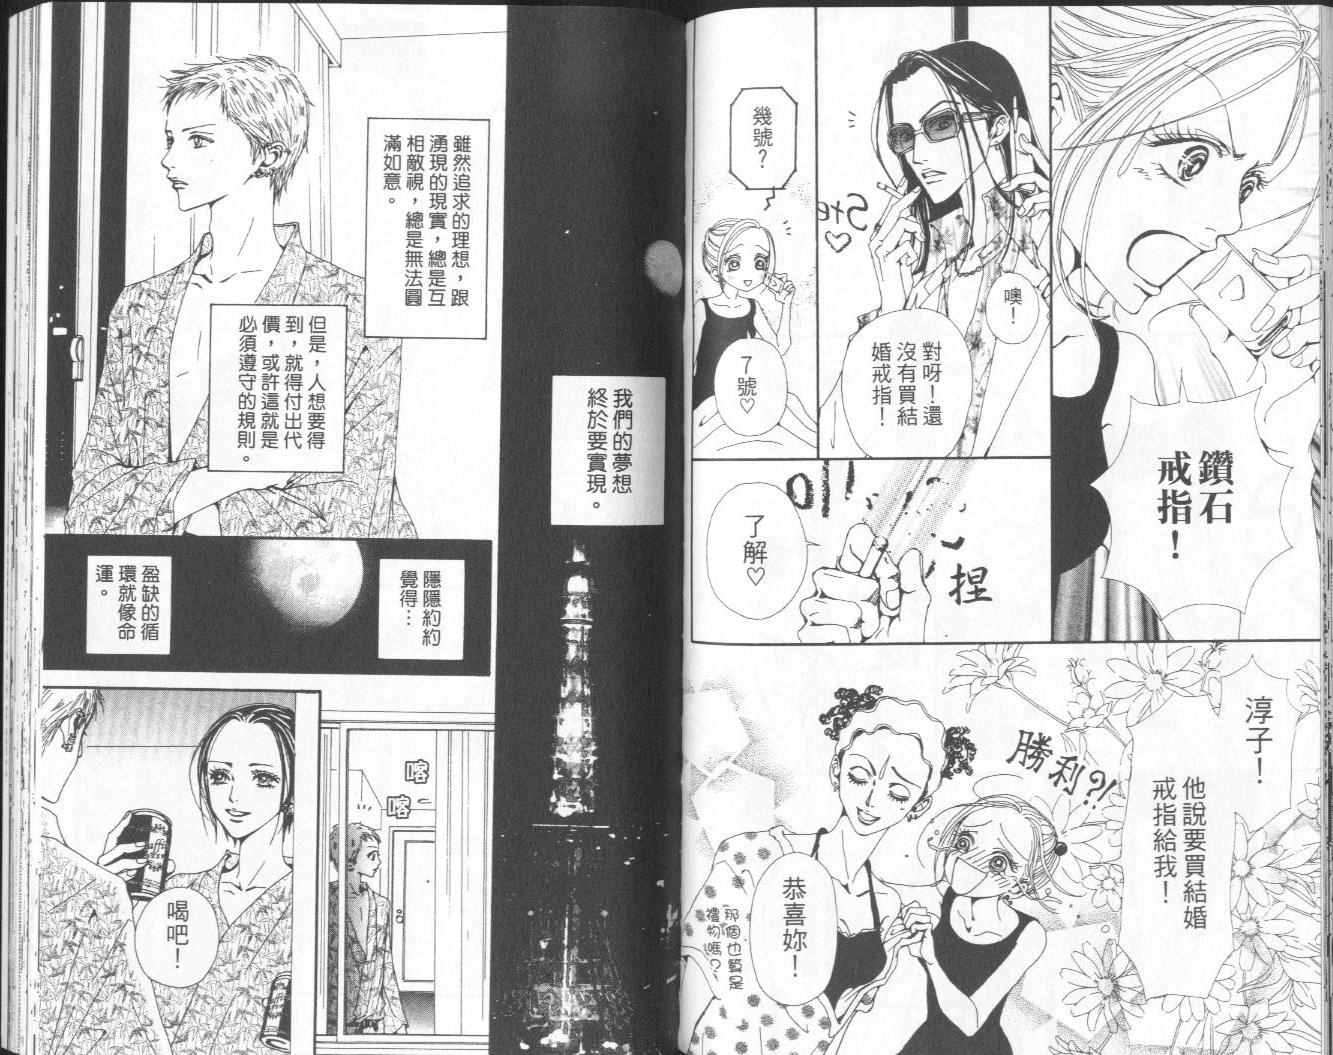 鑽石
戒指！
噢！
對呀！還
沒有買結
婚戒指！
幾號？
7
號♡
捏
了
解♡
淳子！
他說要買結婚
戒指給我！
勝利?!
恭喜妳！
那個也算是
禮物嗎？
我們的夢想
終於要實現。
雖然追求的理想，跟
湧現的現實，總是互
相敵視，總是無法圓
滿如意。
但是，人想要得
到，就得付出代
價，或許這就是
必須遵守的規則。
隱隱約約
覺得…
盈缺的循
環就像命
運。
喀
喀
喝吧！